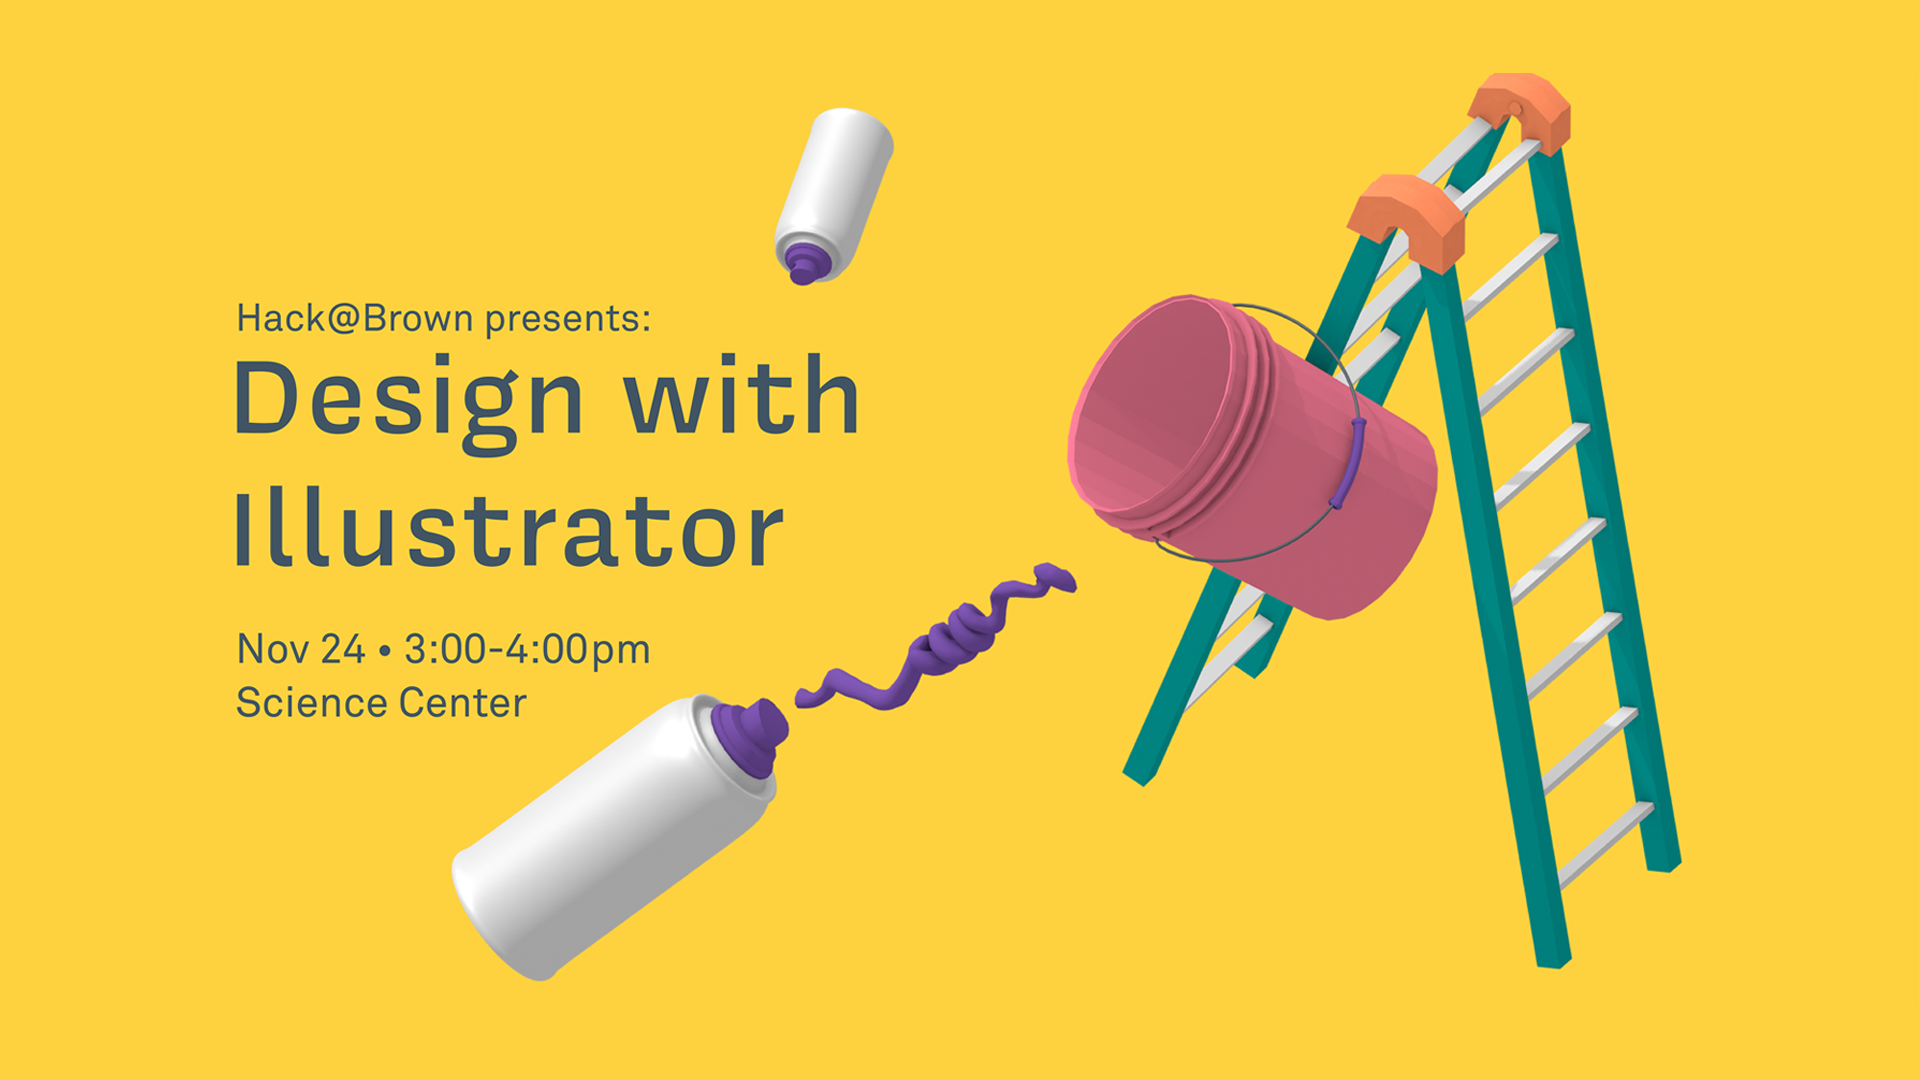 Hack@Brown presents:
Design with
Illustrator
Nov 24 • 3:00-4:00pm
Science Center